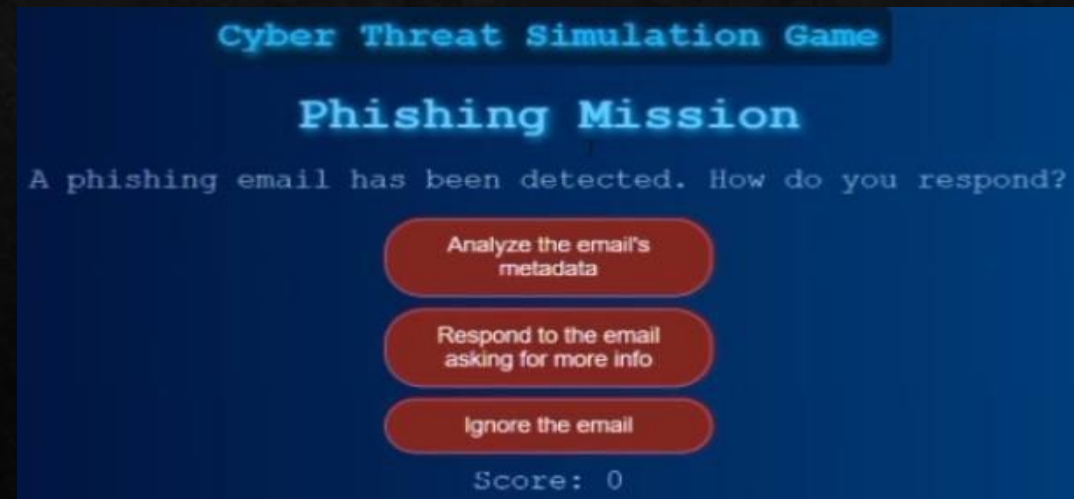 Cyber Threat Simulation Game
Phishing Mission
A phishing email has been detected. How do you respond?
Analyze the email's
metadata
Respond to the email
asking for more info
Ignore the email
Score: 0